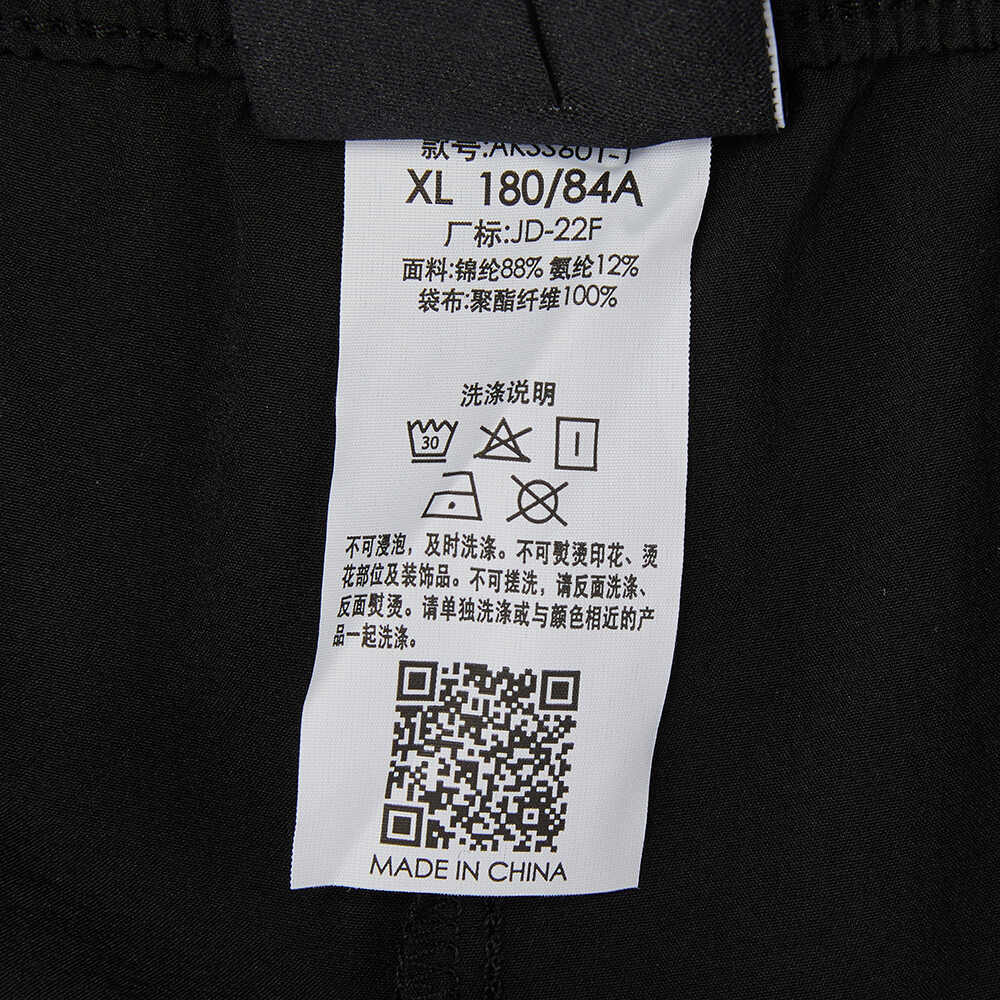 款号:AKSS601-1
XL 180/84A
厂标:JD-22F
面料:锦纶88% 氨纶12%
袋布:聚酯纤维100%
洗涤说明
30
不可浸泡，及时洗涤。不可熨烫印花、烫
花部位及装饰品。不可搓洗，请反面洗涤、
反面熨烫。请单独洗涤或与颜色相近的产
品一起洗涤。
MADE IN CHINA